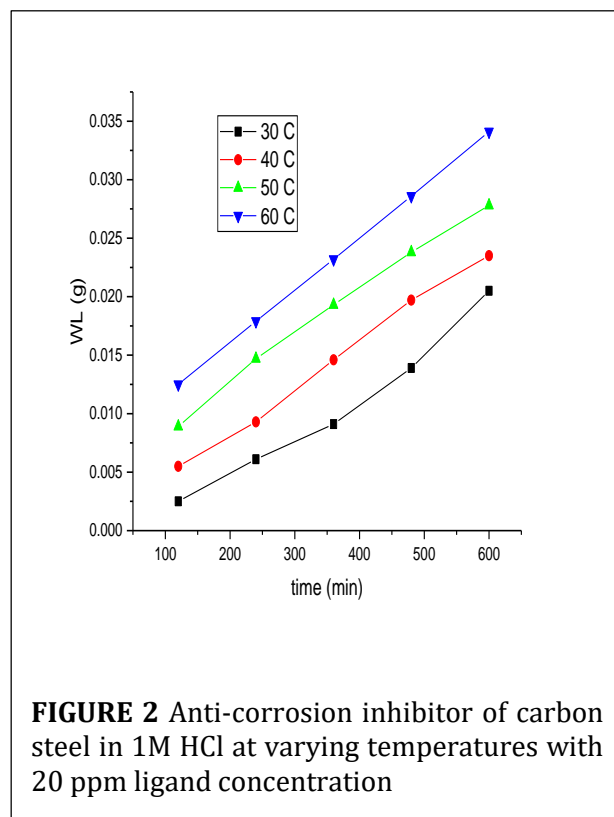 0.035
0.030
0.025
0.020
0.015
0.010
0.005
0.000
WL (g)
30 C
40 C
50 C
60 C
100 200 300 400 500 600
time (min)
FIGURE 2 Anti-corrosion inhibitor of carbon
steel in 1M HCl at varying temperatures with
20 ppm ligand concentration